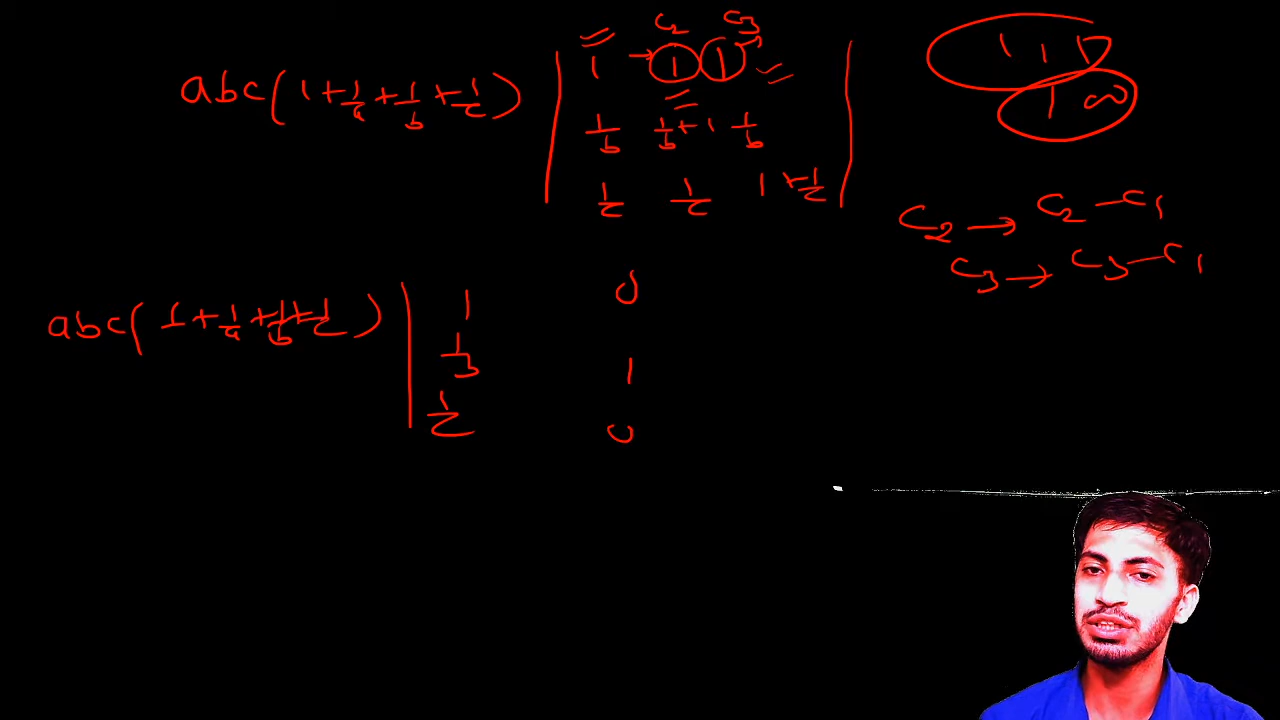 C2 C3
abc(1 + 1/a + 1/b + 1/c) | 1 → 1 1 |
| 1/b 1/b + 1 1/b |
| 1/c 1/c 1 + 1/c |
1 1 1
1 0
C2 → C2 - C1
C3 → C3 - C1
abc(1 + 1/a + 1/b + 1/c) | 1 0
| 1/3 1
| 1/c 0